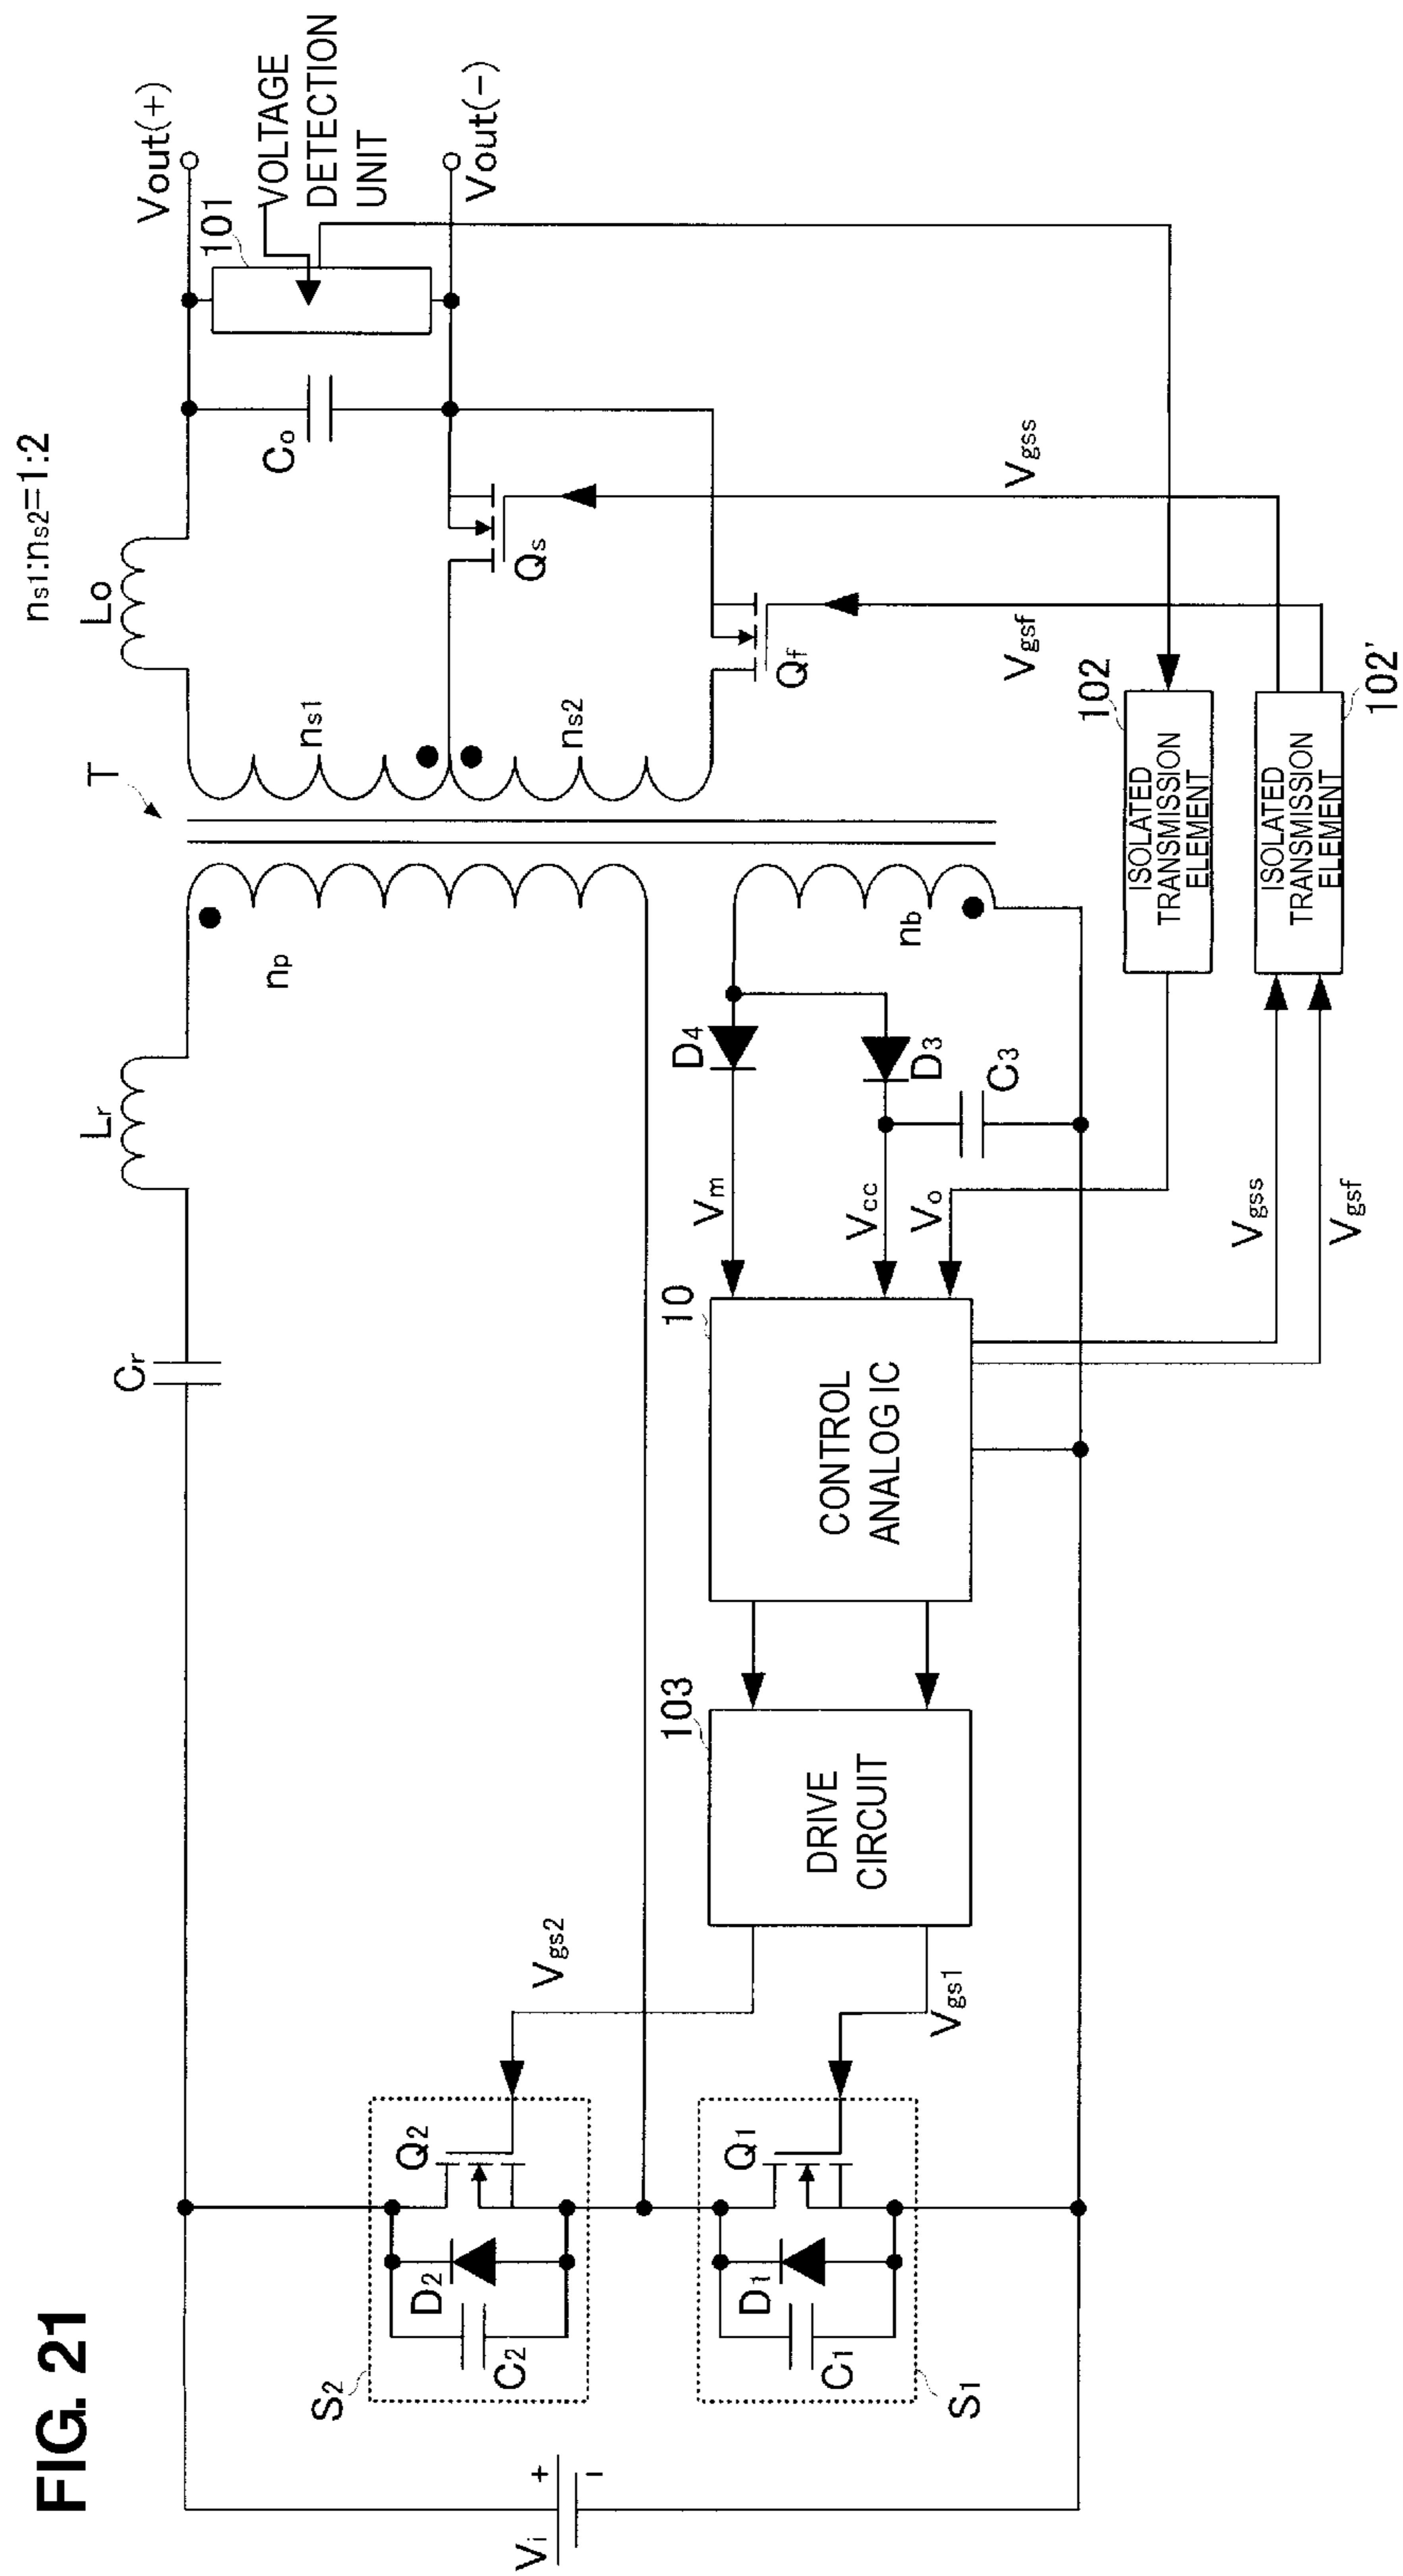 FIG. 21
ns1:ns2=1:2
Vi
+
−
S2
C2
D2
Q2
Vgs2
S1
C1
D1
Q1
Vgs1
103
DRIVE
CIRCUIT
10
CONTROL
ANALOG IC
Vm
Vcc
Vo
D4
D3
C3
Cr
Lr
np
nb
T
ns1
ns2
Lo
Qs
Qf
Co
101
VOLTAGE
DETECTION
UNIT
Vout(+)
Vout(-)
Vgss
Vgsf
102
ISOLATED
TRANSMISSION
ELEMENT
102'
ISOLATED
TRANSMISSION
ELEMENT
Vgss
Vgsf